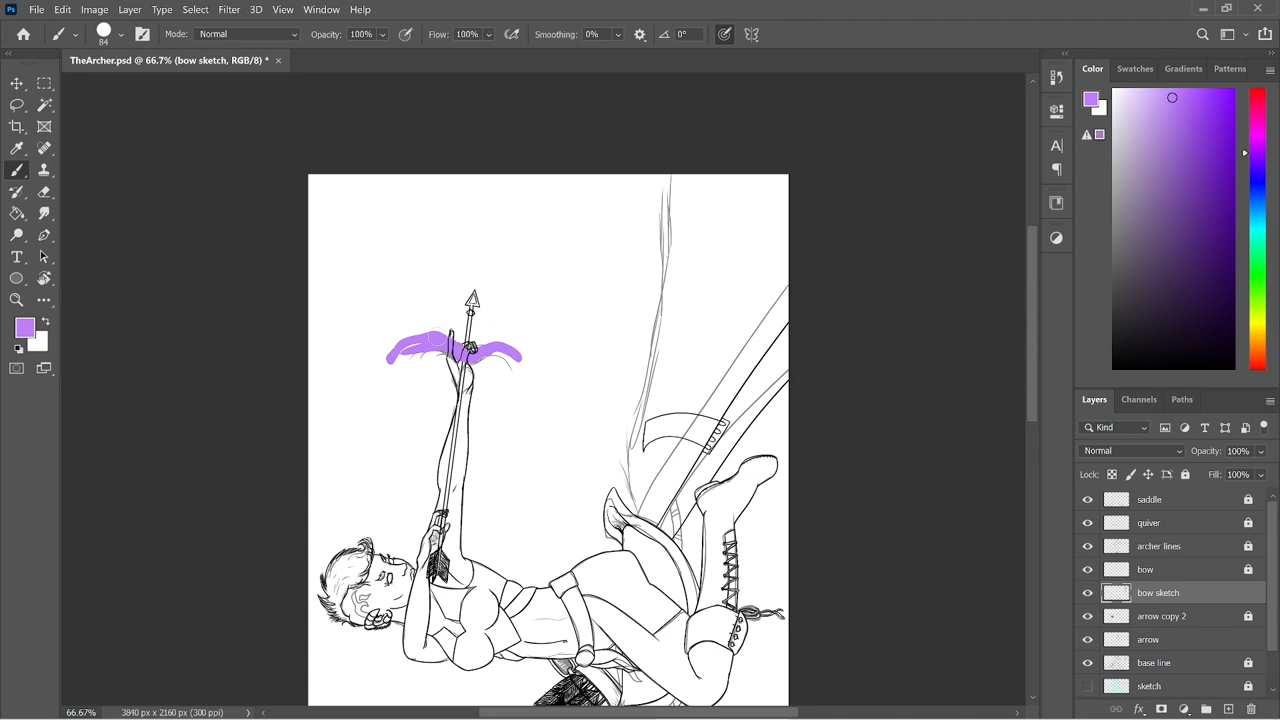 Ps File Edit Image Layer Type Select Filter 3D View Window Help
84 Mode: Normal Opacity: 100% Flow: 100% Smoothing: 0% 0°
TheArcher.psd @ 66.7% (bow sketch, RGB/8) * ×
Color Swatches Gradients Patterns
Layers Channels Paths
Kind
Normal Opacity: 100%
Lock: Fill: 100%
saddle
quiver
archer lines
bow
bow sketch
arrow copy 2
arrow
base line
sketch
66.67% 3840 px x 2160 px (300 ppi)